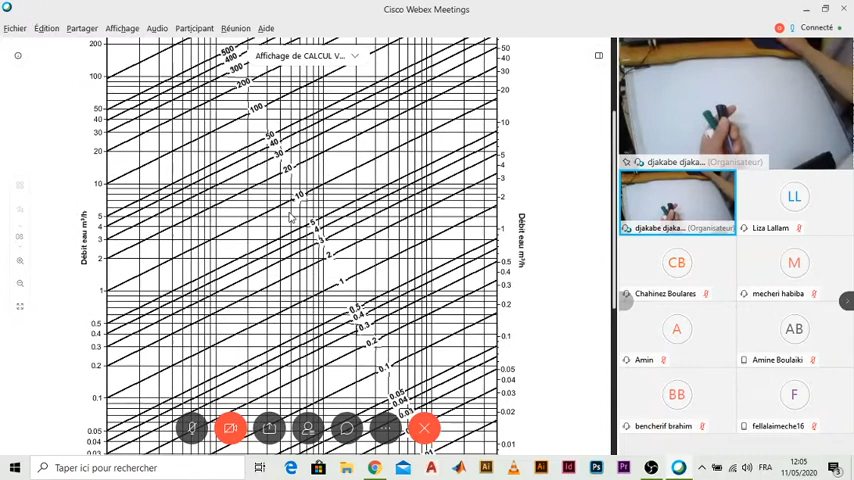 Cisco Webex Meetings
Fichier Édition Partager Affichage Audio Participant Réunion Aide
Connecté
Affichage de CALCUL V...
200
100
50
40
30
20
10
5
4
3
2
1
0.5
0.4
0.3
0.2
0.1
0.05
0.04
Débit eau m³/h
500
400
300
200
100
50
40
30
20
10
5
4
3
2
1
0.5
0.4
0.3
0.2
0.1
0.05
0.04
0.03
50
40
30
20
10
5
4
3
2
1
0.5
0.4
0.3
0.2
0.1
0.05
0.04
0.03
0.02
0.01
Débit eau m³/h
djakabe djaka... (Organisateur)
djakabe djaka... (Organisateur)
LL
Liza Lallam
CB
Chahinez Boulares
M
mecheri habiba
A
Amin
AB
Amine Boulaiki
BB
bencherif brahim
F
fellalaimeche16
Taper ici pour rechercher
FRA
12:05
11/05/2020
3